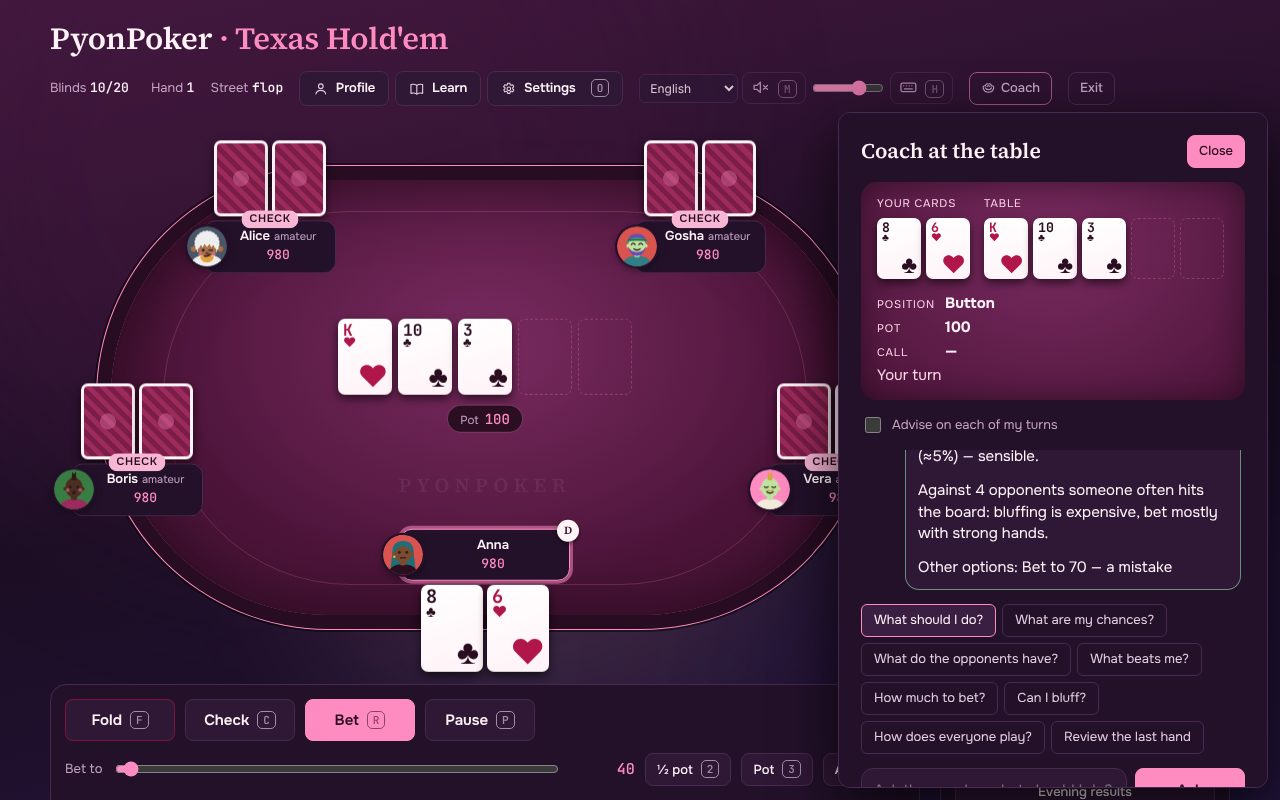 PyonPoker · Texas Hold'em
Blinds 10/20 Hand 1 Street flop Profile Learn Settings O English M H Coach Exit
Coach at the table Close
YOUR CARDS TABLE
8 6 K 10 3
POSITION Button
POT 100
CALL —
Your turn
Advise on each of my turns
(≈5%) — sensible.
Against 4 opponents someone often hits
the board: bluffing is expensive, bet mostly
with strong hands.
Other options: Bet to 70 — a mistake
What should I do? What are my chances?
What do the opponents have? What beats me?
How much to bet? Can I bluff?
How does everyone play? Review the last hand
Evening results
CHECK
Alice amateur
980
CHECK
Gosha amateur
980
K 10 3
Pot 100
CHECK
Boris amateur
980
Vera
PYONPOKER
D
Anna
980
8 6
Fold F Check C Bet R Pause P
Bet to 40 ½ pot 2 Pot 3